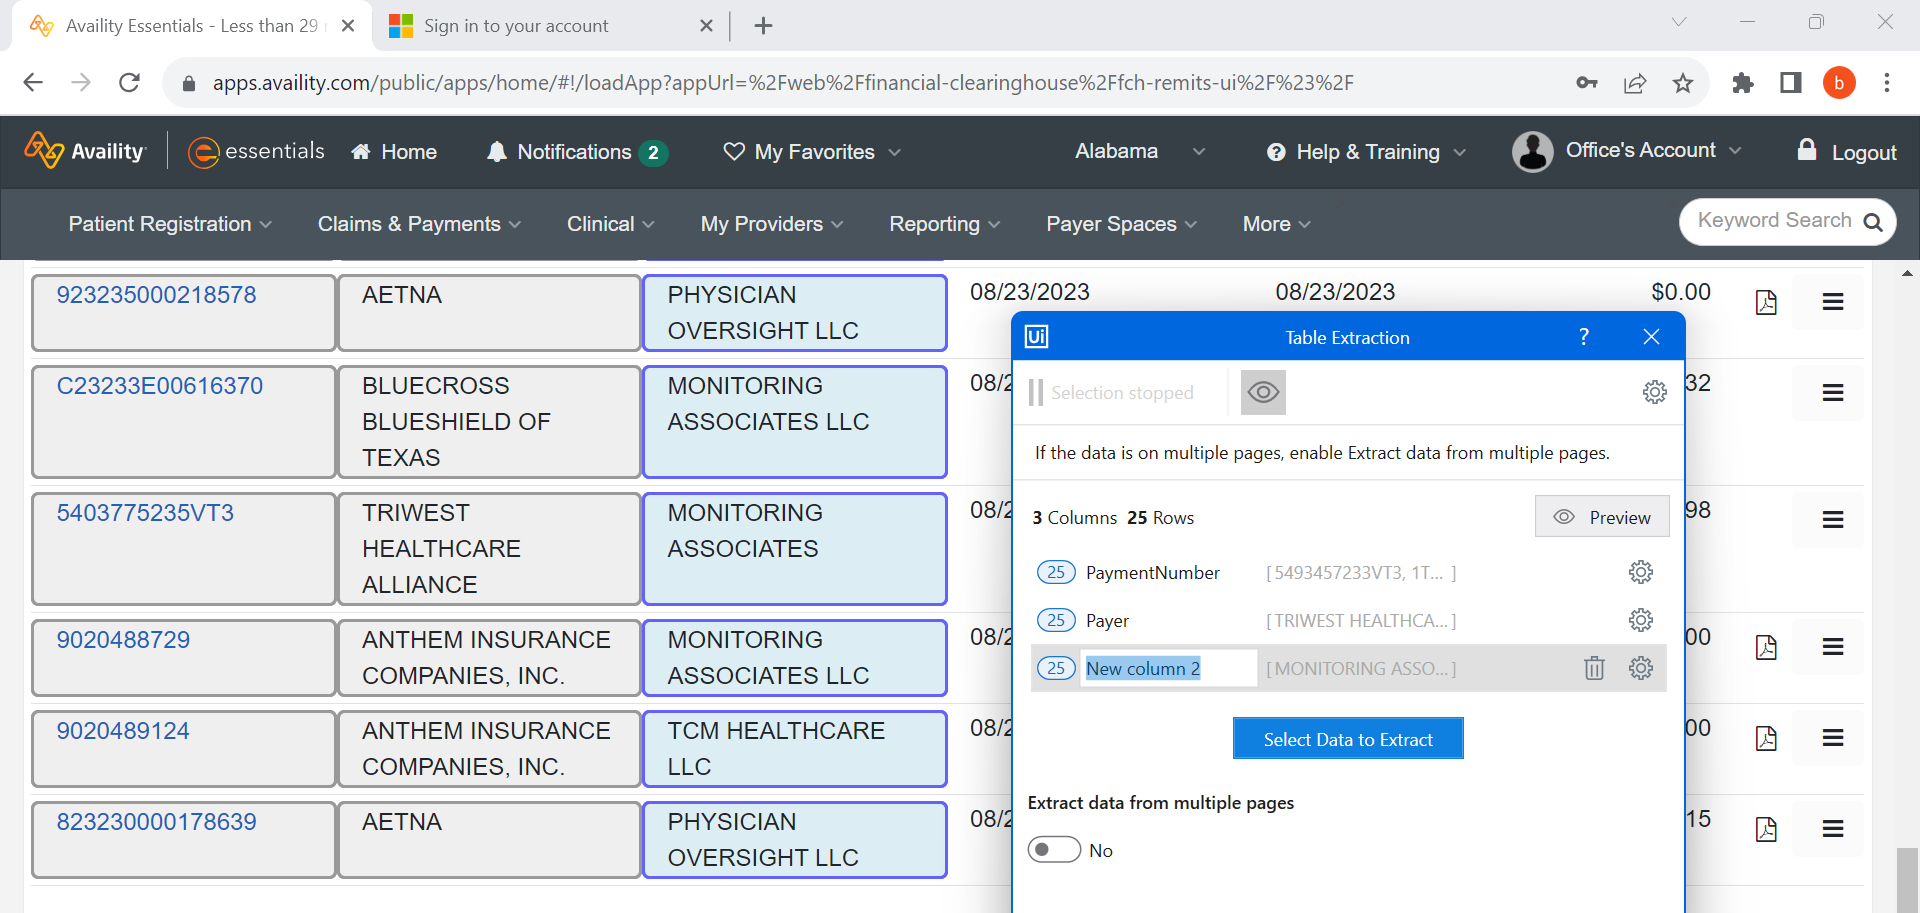 Availity Essentials - Less than 29
Sign in to your account
apps.availity.com/public/apps/home/#!/loadApp?appUrl=%2Fweb%2Ffinancial-clearinghouse%2Ffch-remits-ui%2F%23%2F
b
Availity
essentials
Home
Notifications 2
My Favorites
Alabama
Help & Training
Office's Account
Logout
Patient Registration
Claims & Payments
Clinical
My Providers
Reporting
Payer Spaces
More
Keyword Search
923235000218578 AETNA PHYSICIAN 08/23/2023 08/23/2023 $0.00
OVERSIGHT LLC
C23233E00616370 BLUECROSS MONITORING 08/2 32
BLUESHIELD OF ASSOCIATES LLC
TEXAS
5403775235VT3 TRIWEST MONITORING 08/2 98
HEALTHCARE ASSOCIATES
ALLIANCE
9020488729 ANTHEM INSURANCE MONITORING 08/2 00
COMPANIES, INC. ASSOCIATES LLC
9020489124 ANTHEM INSURANCE TCM HEALTHCARE 08/2 00
COMPANIES, INC. LLC
823230000178639 AETNA PHYSICIAN 08/2 15
OVERSIGHT LLC
Ui Table Extraction ?
Selection stopped
If the data is on multiple pages, enable Extract data from multiple pages.
3 Columns 25 Rows
Preview
25 PaymentNumber [ 5493457233VT3, 1T... ]
25 Payer [ TRIWEST HEALTHCA... ]
25 New column 2 [ MONITORING ASSO... ]
Select Data to Extract
Extract data from multiple pages
No